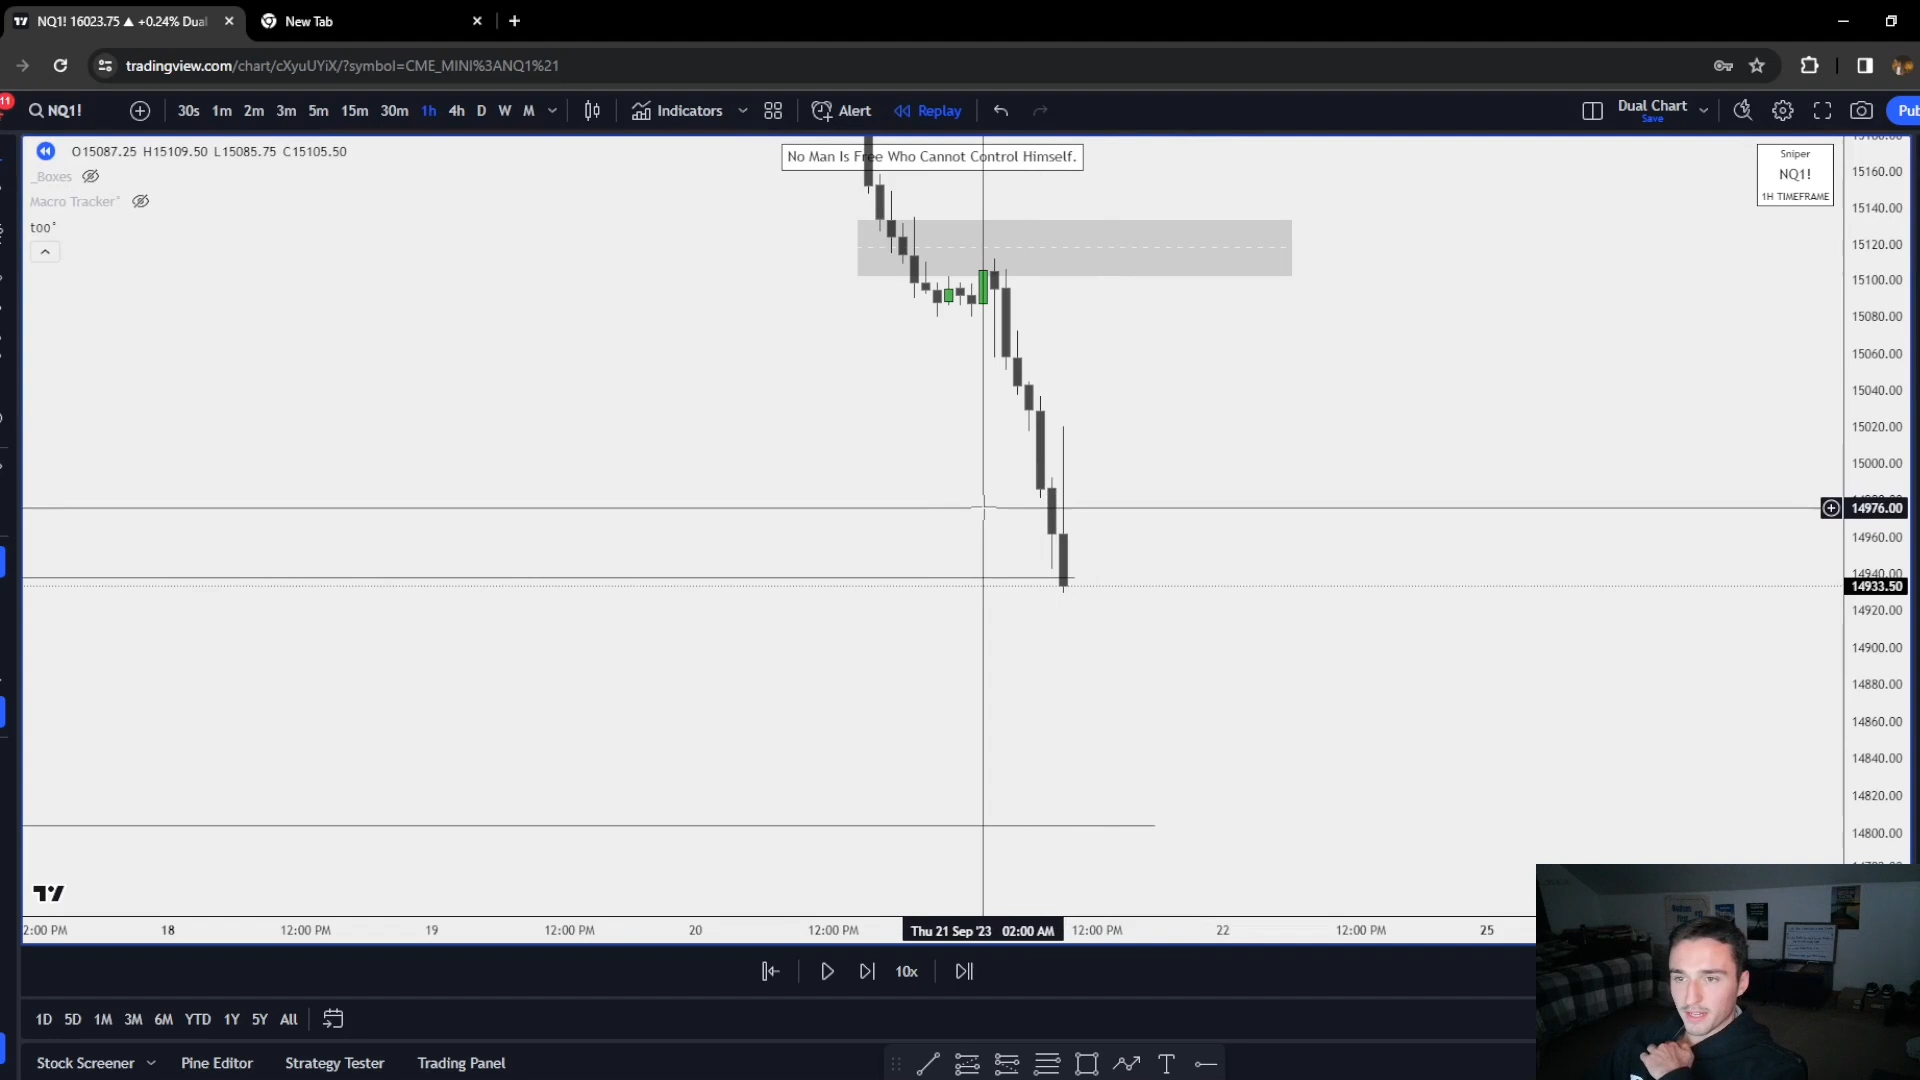 NQ1! 16023.75 ▲ +0.24% Dual
New Tab
tradingview.com/chart/cXyuUYiX/?symbol=CME_MINI%3ANQ1%21
11
NQ1!
30s 1m 2m 3m 5m 15m 30m 1h 4h D W M
Indicators
Alert
Replay
Dual Chart
Save
Pub
O15087.25 H15109.50 L15085.75 C15105.50
_Boxes
Macro Tracker°
too°
No Man Is Free Who Cannot Control Himself.
Sniper
NQ1!
1H TIMEFRAME
15160.00
15140.00
15120.00
15100.00
15080.00
15060.00
15040.00
15020.00
15000.00
14976.00
14960.00
14940.00
14933.50
14920.00
14900.00
14880.00
14860.00
14840.00
14820.00
14800.00
2:00 PM 18 12:00 PM 19 12:00 PM 20 12:00 PM Thu 21 Sep '23 02:00 AM 12:00 PM 22 12:00 PM 25
10x
1D 5D 1M 3M 6M YTD 1Y 5Y All
Stock Screener Pine Editor Strategy Tester Trading Panel